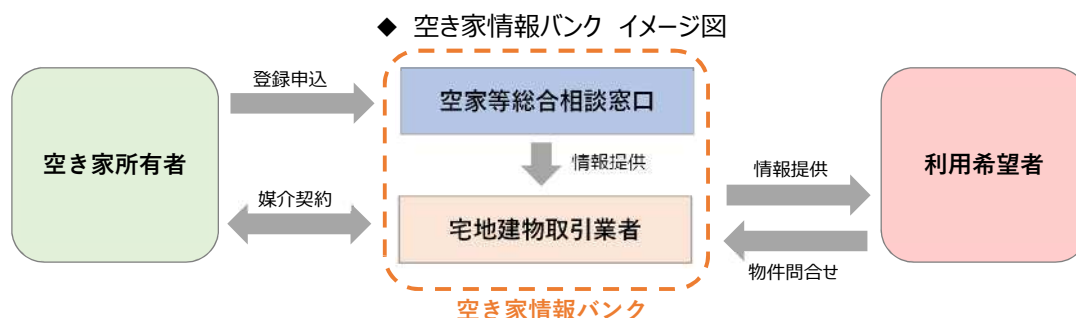 ◆ 空き家情報バンク イメージ図
登録申込
空家等総合相談窓口
空き家所有者
情報提供
情報提供
利用希望者
媒介契約
宅地建物取引業者
物件問合せ
空き家情報バンク